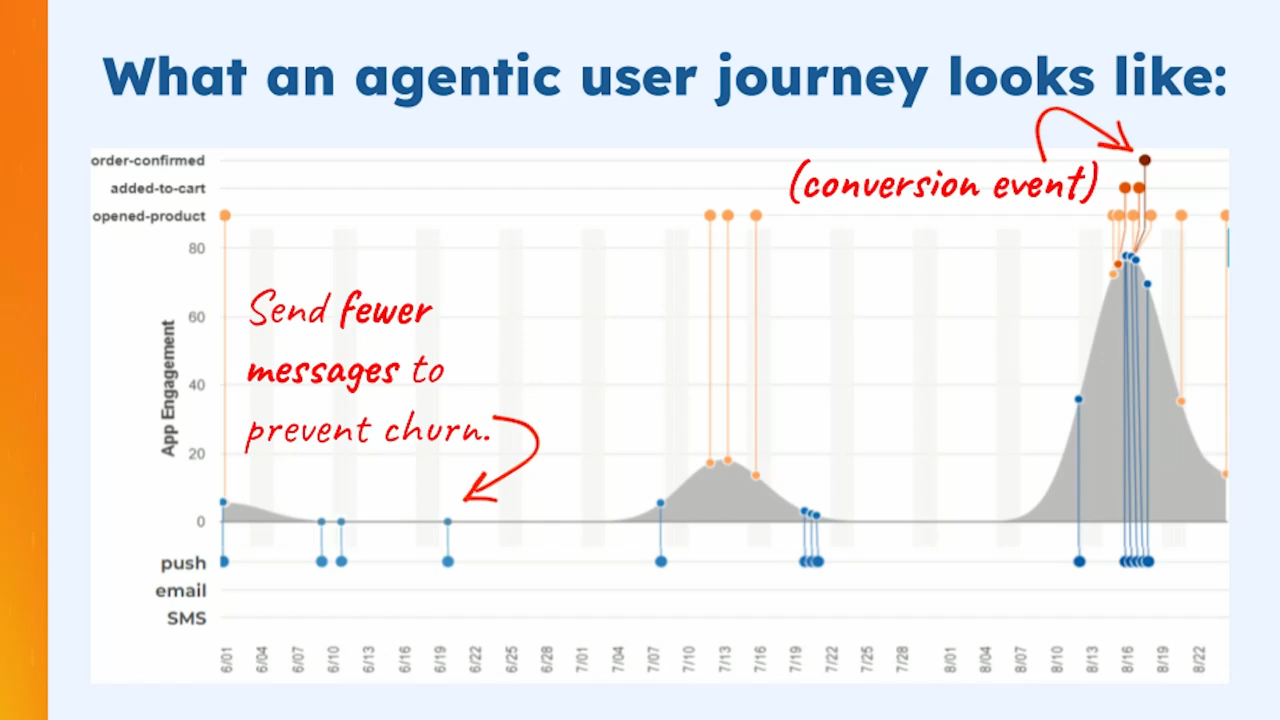 What an agentic user journey looks like:
order-confirmed
added-to-cart
opened-product
(conversion event)
80
60
40
20
0
App Engagement
Send fewer
messages to
prevent churn.
push
email
SMS
6/01 6/04 6/07 6/10 6/13 6/16 6/19 6/22 6/25 6/28 7/01 7/04 7/07 7/10 7/13 7/16 7/19 7/22 7/25 7/28 8/01 8/04 8/07 8/10 8/13 8/16 8/19 8/22